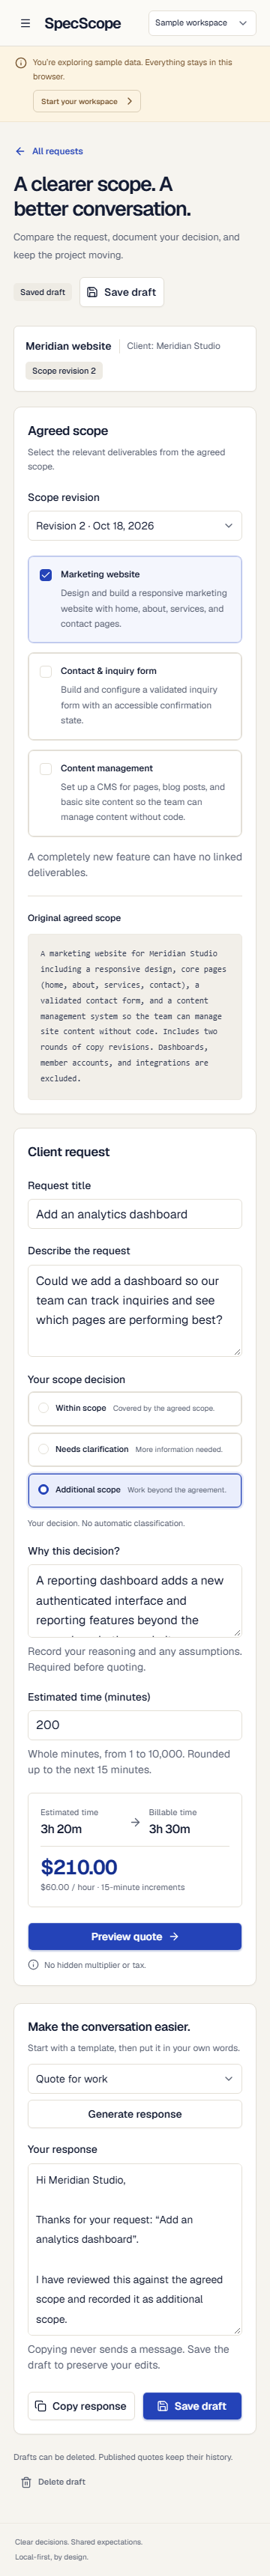 SpecScope
Sample workspace
You're exploring sample data. Everything stays in this
browser.
Start your workspace
All requests
A clearer scope. A
better conversation.
Compare the request, document your decision, and
keep the project moving.
Saved draft
Save draft
Meridian website
Client: Meridian Studio
Scope revision 2
Agreed scope
Select the relevant deliverables from the agreed
scope.
Scope revision
Revision 2 · Oct 18, 2026
Marketing website
Design and build a responsive marketing
website with home, about, services, and
contact pages.
Contact & inquiry form
Build and configure a validated inquiry
form with an accessible confirmation
state.
Content management
Set up a CMS for pages, blog posts, and
basic site content so the team can
manage content without code.
A completely new feature can have no linked
deliverables.
Original agreed scope
A marketing website for Meridian Studio
including a responsive design, core pages
(home, about, services, contact), a
validated contact form, and a content
management system so the team can manage
site content without code. Includes two
rounds of copy revisions. Dashboards,
member accounts, and integrations are
excluded.
Client request
Request title
Add an analytics dashboard
Describe the request
Could we add a dashboard so our
team can track inquiries and see
which pages are performing best?
Your scope decision
Within scope Covered by the agreed scope.
Needs clarification More information needed.
Additional scope Work beyond the agreement.
Your decision. No automatic classification.
Why this decision?
A reporting dashboard adds a new
authenticated interface and
reporting features beyond the
Record your reasoning and any assumptions.
Required before quoting.
Estimated time (minutes)
200
Whole minutes, from 1 to 10,000. Rounded
up to the next 15 minutes.
Estimated time
3h 20m
Billable time
3h 30m
$210.00
$60.00 / hour · 15-minute increments
Preview quote
No hidden multiplier or tax.
Make the conversation easier.
Start with a template, then put it in your own words.
Quote for work
Generate response
Your response
Hi Meridian Studio,
Thanks for your request: “Add an
analytics dashboard”.
I have reviewed this against the agreed
scope and recorded it as additional
scope.
Copying never sends a message. Save the
draft to preserve your edits.
Copy response
Save draft
Drafts can be deleted. Published quotes keep their history.
Delete draft
Clear decisions. Shared expectations.
Local-first, by design.